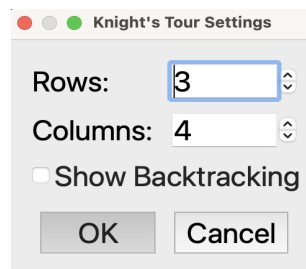 Knight's Tour Settings
Rows: 3
Columns: 4
Show Backtracking
OK Cancel